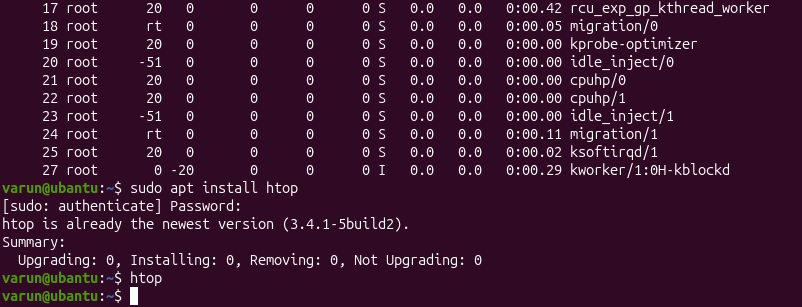 17 root 20 0 0 0 0 S 0.0 0.0 0:00.42 rcu_exp_gp_kthread_worker
18 root rt 0 0 0 0 S 0.0 0.0 0:00.05 migration/0
19 root 20 0 0 0 0 S 0.0 0.0 0:00.00 kprobe-optimizer
20 root -51 0 0 0 0 S 0.0 0.0 0:00.00 idle_inject/0
21 root 20 0 0 0 0 S 0.0 0.0 0:00.00 cpuhp/0
22 root 20 0 0 0 0 S 0.0 0.0 0:00.00 cpuhp/1
23 root -51 0 0 0 0 S 0.0 0.0 0:00.00 idle_inject/1
24 root rt 0 0 0 0 S 0.0 0.0 0:00.11 migration/1
25 root 20 0 0 0 0 S 0.0 0.0 0:00.02 ksoftirqd/1
27 root 0 -20 0 0 0 I 0.0 0.0 0:00.29 kworker/1:0H-kblockd
varun@ubantu:~$ sudo apt install htop
[sudo: authenticate] Password:
htop is already the newest version (3.4.1-5build2).
Summary:
  Upgrading: 0, Installing: 0, Removing: 0, Not Upgrading: 0
varun@ubantu:~$ htop
varun@ubantu:~$